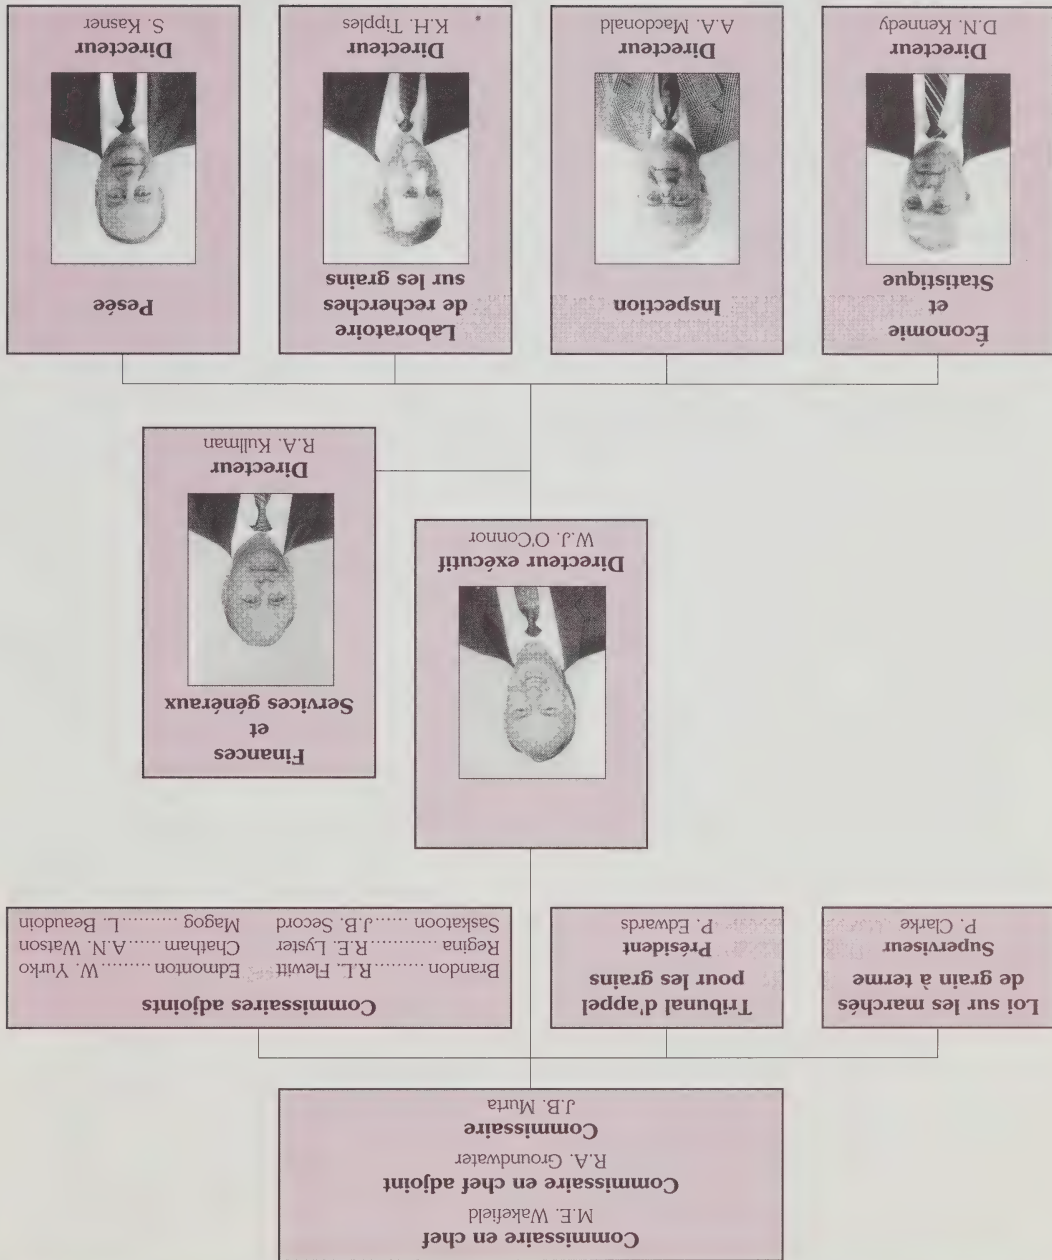 Commissaire en chef
M.E. Wakefield
Commissaire en chef adjoint
R.A. Groundwater
Commissaire
J.B. Murta
Loi sur les marchés
de grain à terme
Superviseur
P. Clarke
Tribunal d'appel
pour les grains
Président
P. Edwards
Commissaires adjoints
Brandon.........R.L. Flewitt Edmonton.........W. Yurko
Regina ...........R.E. Lyster Chatham ......A.N. Watson
Saskatoon ......J.B. Secord Magog ..........L. Beaudoin
Directeur exécutif
W.J. O'Connor
Finances
et
Services généraux
Directeur
R.A. Kullman
Économie
et
Statistique
Directeur
D.N. Kennedy
Inspection
Directeur
A.A. Macdonald
Laboratoire
de recherches
sur les grains
Directeur
K.H. Tipples
Pesée
Directeur
S. Kasner